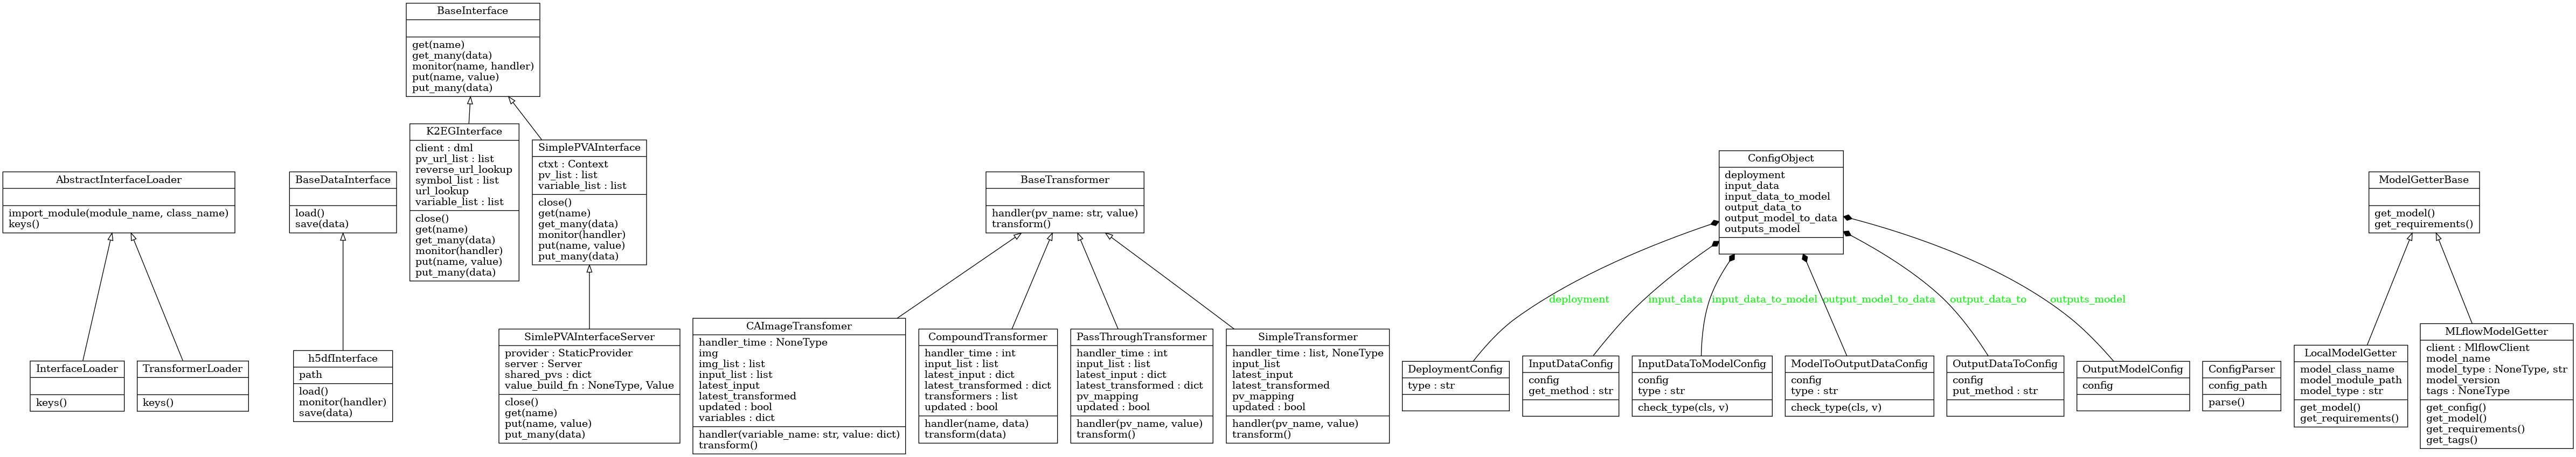 BaseInterface
get(name)
get_many(data)
monitor(name, handler)
put(name, value)
put_many(data)
AbstractInterfaceLoader
import_module(module_name, class_name)
keys()
InterfaceLoader
keys()
TransformerLoader
keys()
BaseDataInterface
load()
save(data)
h5dfInterface
path
load()
monitor(handler)
save(data)
K2EGInterface
client : dml
pv_url_list : list
reverse_url_lookup
symbol_list : list
url_lookup
variable_list : list
close()
get(name)
get_many(data)
monitor(handler)
put(name, value)
put_many(data)
SimplePVAInterface
ctxt : Context
pv_list : list
variable_list : list
close()
get(name)
get_many(data)
monitor(handler)
put(name, value)
put_many(data)
SimlePVAInterfaceServer
provider : StaticProvider
server : Server
shared_pvs : dict
value_build_fn : NoneType, Value
close()
get(name)
put(name, value)
put_many(data)
BaseTransformer
handler(pv_name: str, value)
transform()
CAImageTransfomer
handler_time : NoneType
img
img_list : list
input_list : list
latest_input
latest_transformed
updated : bool
variables : dict
handler(variable_name: str, value: dict)
transform()
CompoundTransformer
handler_time : int
input_list : list
latest_input : dict
latest_transformed : dict
transformers : list
updated : bool
handler(name, data)
transform(data)
PassThroughTransformer
handler_time : int
input_list : list
latest_input : dict
latest_transformed : dict
pv_mapping
updated : bool
handler(pv_name, value)
transform()
SimpleTransformer
handler_time : list, NoneType
input_list
latest_input
latest_transformed
pv_mapping
updated : bool
handler(pv_name, value)
transform()
ConfigObject
deployment
input_data
input_data_to_model
output_data_to
output_model_to_data
outputs_model
deployment
input_data
input_data_to_model
output_model_to_data
output_data_to
outputs_model
DeploymentConfig
type : str
InputDataConfig
config
get_method : str
InputDataToModelConfig
config
type : str
check_type(cls, v)
ModelToOutputDataConfig
config
type : str
check_type(cls, v)
OutputDataToConfig
config
put_method : str
OutputModelConfig
config
ConfigParser
config_path
parse()
ModelGetterBase
get_model()
get_requirements()
LocalModelGetter
model_class_name
model_module_path
model_type : str
get_model()
get_requirements()
MLflowModelGetter
client : MlflowClient
model_name
model_type : NoneType, str
model_version
tags : NoneType
get_config()
get_model()
get_requirements()
get_tags()